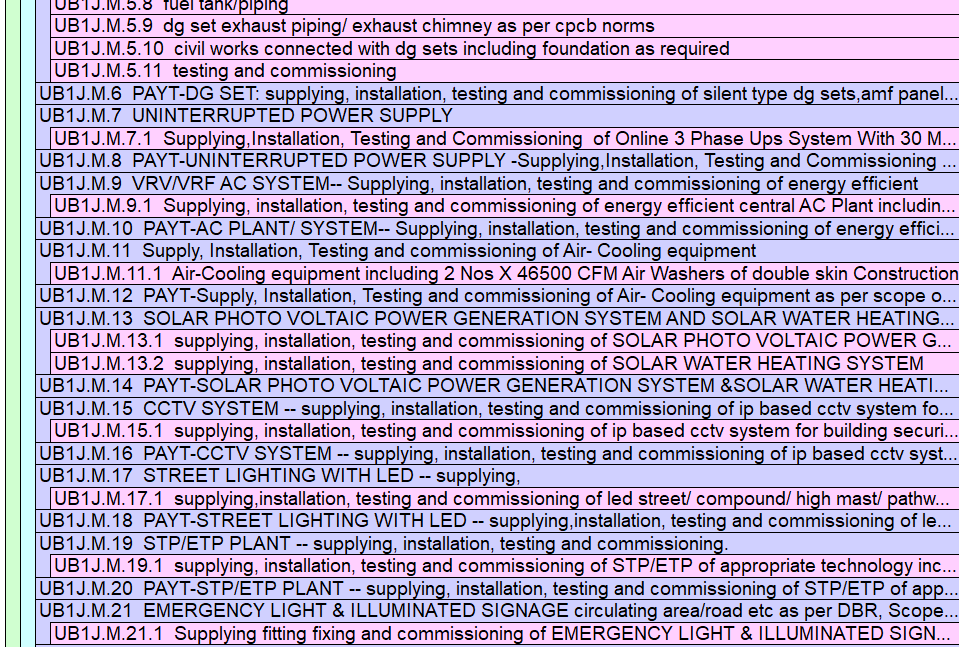 UB1J.M.5.8 fuel tank/piping
UB1J.M.5.9 dg set exhaust piping/ exhaust chimney as per cpcb norms
UB1J.M.5.10 civil works connected with dg sets including foundation as required
UB1J.M.5.11 testing and commissioning
UB1J.M.6 PAYT-DG SET: supplying, installation, testing and commissioning of silent type dg sets,amf panel...
UB1J.M.7 UNINTERRUPTED POWER SUPPLY
UB1J.M.7.1 Supplying,Installation, Testing and Commissioning of Online 3 Phase Ups System With 30 M...
UB1J.M.8 PAYT-UNINTERRUPTED POWER SUPPLY -Supplying,Installation, Testing and Commissioning ...
UB1J.M.9 VRV/VRF AC SYSTEM-- Supplying, installation, testing and commissioning of energy efficient
UB1J.M.9.1 Supplying, installation, testing and commissioning of energy efficient central AC Plant includin...
UB1J.M.10 PAYT-AC PLANT/ SYSTEM-- Supplying, installation, testing and commissioning of energy effici...
UB1J.M.11 Supply, Installation, Testing and commissioning of Air- Cooling equipment
UB1J.M.11.1 Air-Cooling equipment including 2 Nos X 46500 CFM Air Washers of double skin Construction
UB1J.M.12 PAYT-Supply, Installation, Testing and commissioning of Air- Cooling equipment as per scope o...
UB1J.M.13 SOLAR PHOTO VOLTAIC POWER GENERATION SYSTEM AND SOLAR WATER HEATING...
UB1J.M.13.1 supplying, installation, testing and commissioning of SOLAR PHOTO VOLTAIC POWER G...
UB1J.M.13.2 supplying, installation, testing and commissioning of SOLAR WATER HEATING SYSTEM
UB1J.M.14 PAYT-SOLAR PHOTO VOLTAIC POWER GENERATION SYSTEM &SOLAR WATER HEATI...
UB1J.M.15 CCTV SYSTEM -- supplying, installation, testing and commissioning of ip based cctv system fo...
UB1J.M.15.1 supplying, installation, testing and commissioning of ip based cctv system for building securi...
UB1J.M.16 PAYT-CCTV SYSTEM -- supplying, installation, testing and commissioning of ip based cctv syst...
UB1J.M.17 STREET LIGHTING WITH LED -- supplying,
UB1J.M.17.1 supplying,installation, testing and commissioning of led street/ compound/ high mast/ pathw...
UB1J.M.18 PAYT-STREET LIGHTING WITH LED -- supplying,installation, testing and commissioning of le...
UB1J.M.19 STP/ETP PLANT -- supplying, installation, testing and commissioning.
UB1J.M.19.1 supplying, installation, testing and commissioning of STP/ETP of appropriate technology inc...
UB1J.M.20 PAYT-STP/ETP PLANT -- supplying, installation, testing and commissioning of STP/ETP of app...
UB1J.M.21 EMERGENCY LIGHT & ILLUMINATED SIGNAGE circulating area/road etc as per DBR, Scope...
UB1J.M.21.1 Supplying fitting fixing and commissioning of EMERGENCY LIGHT & ILLUMINATED SIGN...